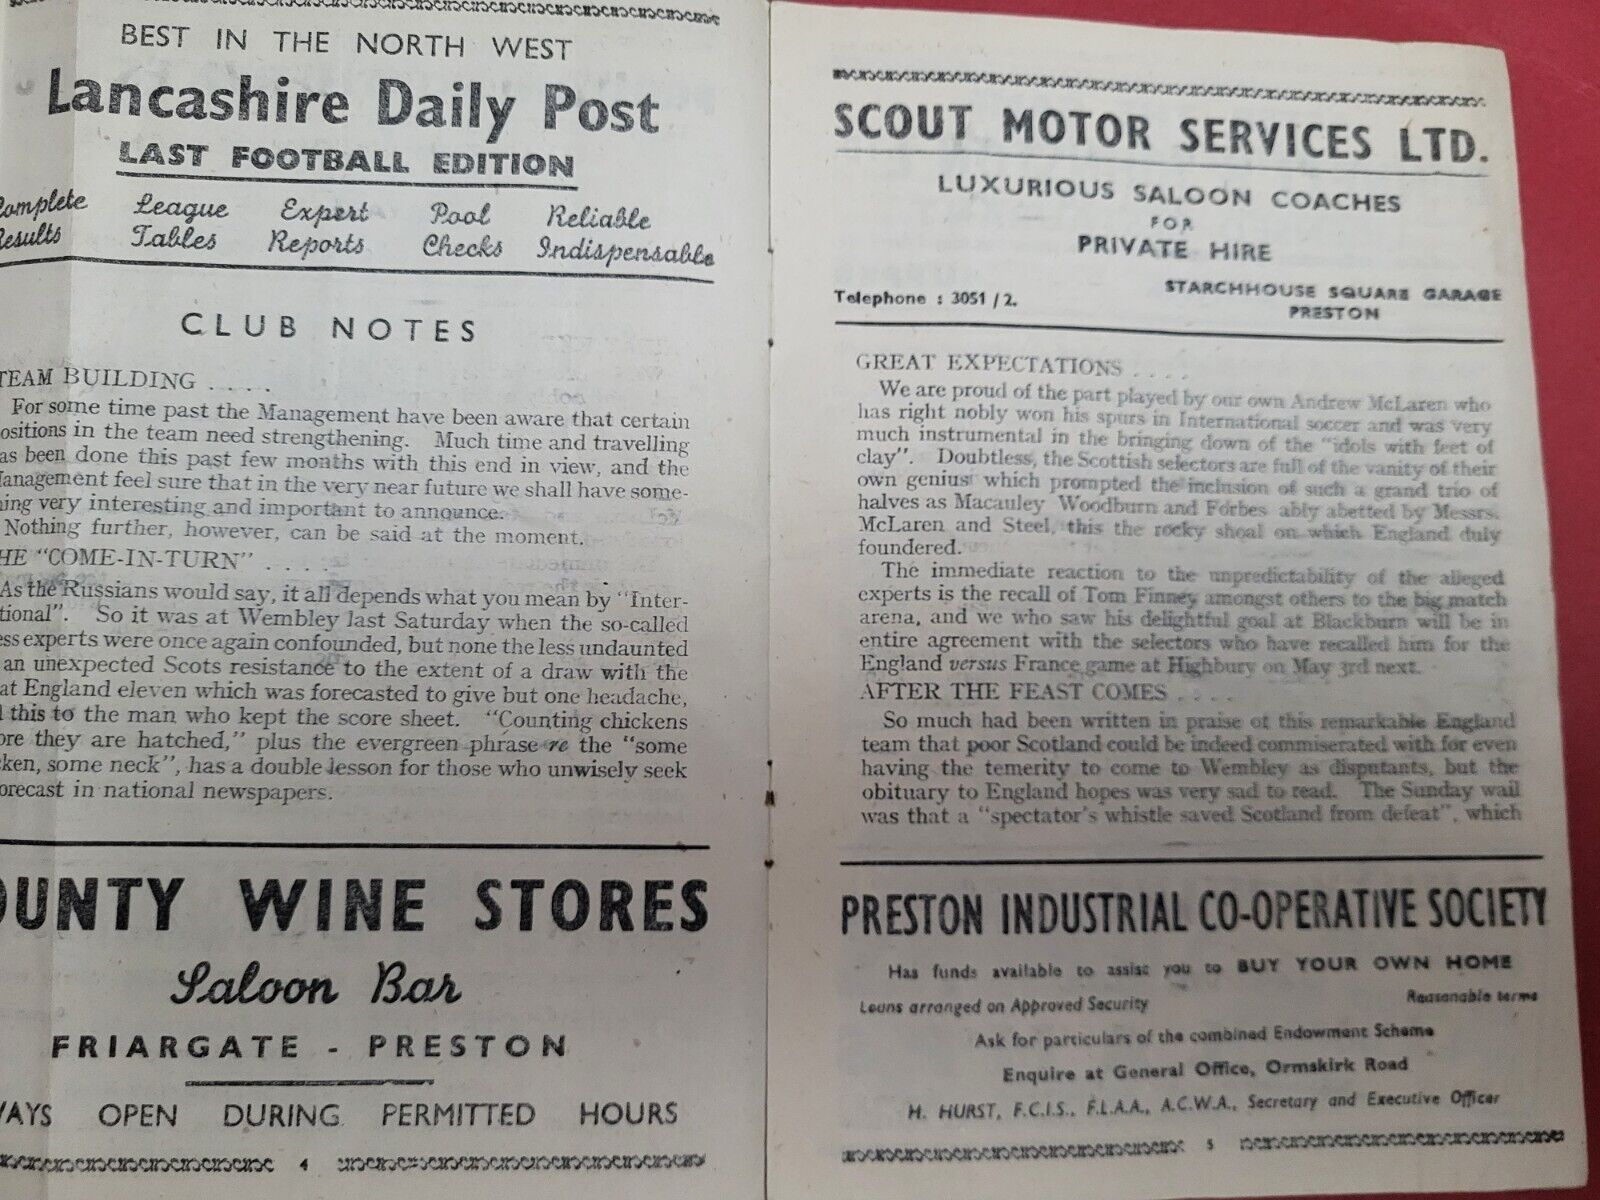 BEST IN THE NORTH WEST
Lancashire Daily Post
LAST FOOTBALL EDITION
Complete League Expert Pool Reliable
Results Tables Reports Checks Indispensable
CLUB NOTES
TEAM BUILDING . . . .
For some time past the Management have been aware that certain
ositions in the team need strengthening. Much time and travelling
as been done this past few months with this end in view, and the
anagement feel sure that in the very near future we shall have some-
ing very interesting and important to announce.
Nothing further, however, can be said at the moment.
HE "COME-IN-TURN" . . . .
As the Russians would say, it all depends what you mean by "Inter-
tional". So it was at Wembley last Saturday when the so-called
ess experts were once again confounded, but none the less undaunted
an unexpected Scots resistance to the extent of a draw with the
at England eleven which was forecasted to give but one headache,
this to the man who kept the score sheet. "Counting chickens
ore they are hatched," plus the evergreen phrase re the "some
ken, some neck", has a double lesson for those who unwisely seek
orecast in national newspapers.
OUNTY WINE STORES
Saloon Bar
FRIARGATE - PRESTON
WAYS OPEN DURING PERMITTED HOURS
4
SCOUT MOTOR SERVICES LTD.
LUXURIOUS SALOON COACHES
FOR
PRIVATE HIRE
Telephone : 3051/2.
STARCHHOUSE SQUARE GARAGE
PRESTON
GREAT EXPECTATIONS . . . .
We are proud of the part played by our own Andrew McLaren who
has right nobly won his spurs in International soccer and was very
much instrumental in the bringing down of the "idols with feet of
clay". Doubtless, the Scottish selectors are full of the vanity of their
own genius which prompted the inclusion of such a grand trio of
halves as Macauley Woodburn and Forbes ably abetted by Messrs.
McLaren and Steel, this the rocky shoal on which England duly
foundered.
The immediate reaction to the unpredictability of the alleged
experts is the recall of Tom Finney amongst others to the big match
arena, and we who saw his delightful goal at Blackburn will be in
entire agreement with the selectors who have recalled him for the
England versus France game at Highbury on May 3rd next.
AFTER THE FEAST COMES . . . .
So much had been written in praise of this remarkable England
team that poor Scotland could be indeed commiserated with for even
having the temerity to come to Wembley as disputants, but the
obituary to England hopes was very sad to read. The Sunday wail
was that a "spectator's whistle saved Scotland from defeat", which
PRESTON INDUSTRIAL CO-OPERATIVE SOCIETY
Has funds available to assist you to BUY YOUR OWN HOME
Loans arranged on Approved Security Reasonable terms
Ask for particulars of the combined Endowment Scheme
Enquire at General Office, Ormskirk Road
H. HURST, F.C.I.S., F.L.A.A., A.C.W.A., Secretary and Executive Officer
5